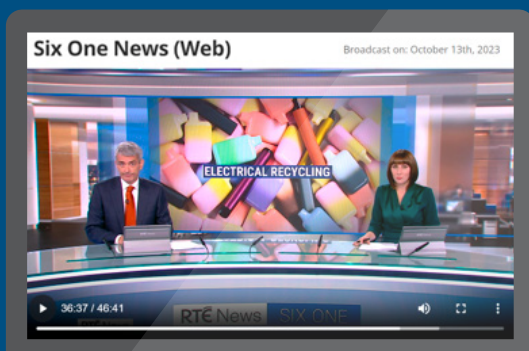 Six One News (Web)
Broadcast on: October 13th, 2023
ELECTRICAL RECYCLING
36:37 / 46:41
RTÉ News SIX ONE